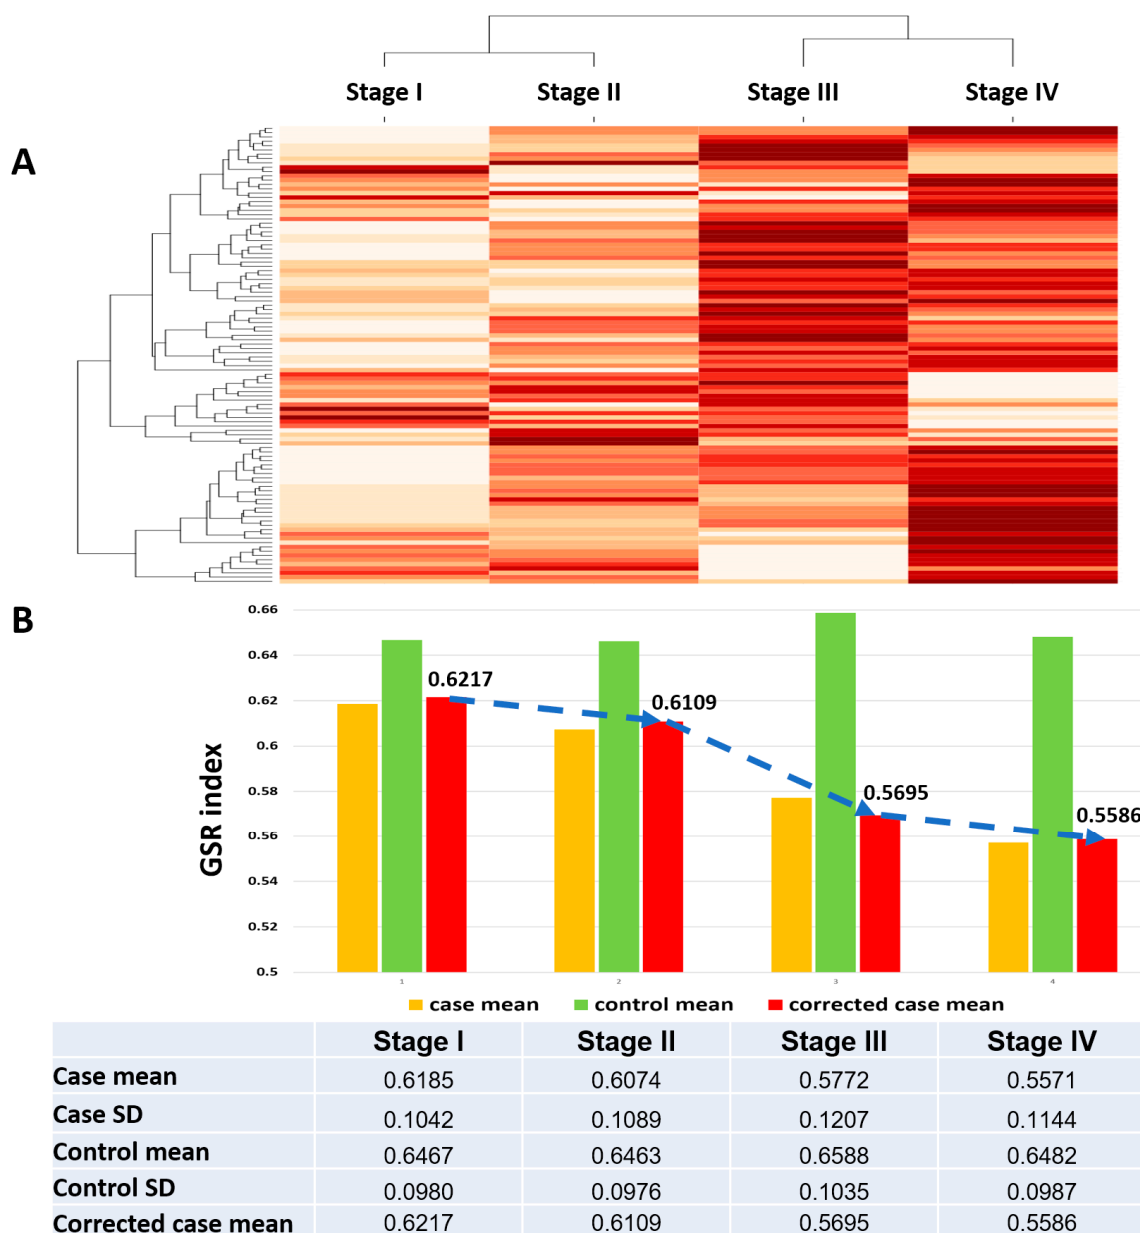 Stage I Stage II Stage III Stage IV
A
B
0.66
0.64
0.62
0.6
0.58
0.56
0.54
0.52
0.5
GSR index
0.6217
0.6109
0.5695
0.5586
1 2 3 4
case mean control mean corrected case mean
Stage I Stage II Stage III Stage IV
Case mean 0.6185 0.6074 0.5772 0.5571
Case SD 0.1042 0.1089 0.1207 0.1144
Control mean 0.6467 0.6463 0.6588 0.6482
Control SD 0.0980 0.0976 0.1035 0.0987
Corrected case mean 0.6217 0.6109 0.5695 0.5586